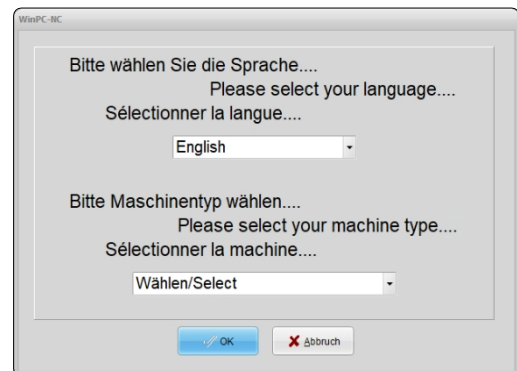 WinPC-NC
Bitte wählen Sie die Sprache....
Please select your language....
Sélectionner la langue....
English
Bitte Maschinentyp wählen....
Please select your machine type....
Sélectionner la machine....
Wählen/Select
OK
Abbruch